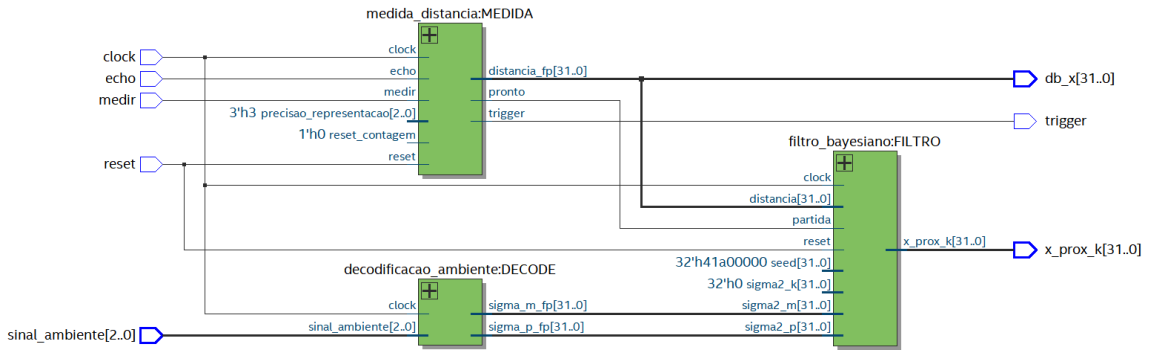 medida_distancia:MEDIDA
clock
echo
medir
reset
clock
echo
medir
3'h3 precisao_representacao[2..0]
1'h0 reset_contagem
reset
distancia_fp[31..0]
pronto
trigger
db_x[31..0]
trigger
filtro_bayesiano:FILTRO
clock
distancia[31..0]
partida
reset
32'h41a00000 seed[31..0]
32'h0 sigma2_k[31..0]
sigma2_m[31..0]
sigma2_p[31..0]
x_prox_k[31..0]
x_prox_k[31..0]
decodificacao_ambiente:DECODE
clock
sinal_ambiente[2..0]
sigma_m_fp[31..0]
sigma_p_fp[31..0]
sinal_ambiente[2..0]